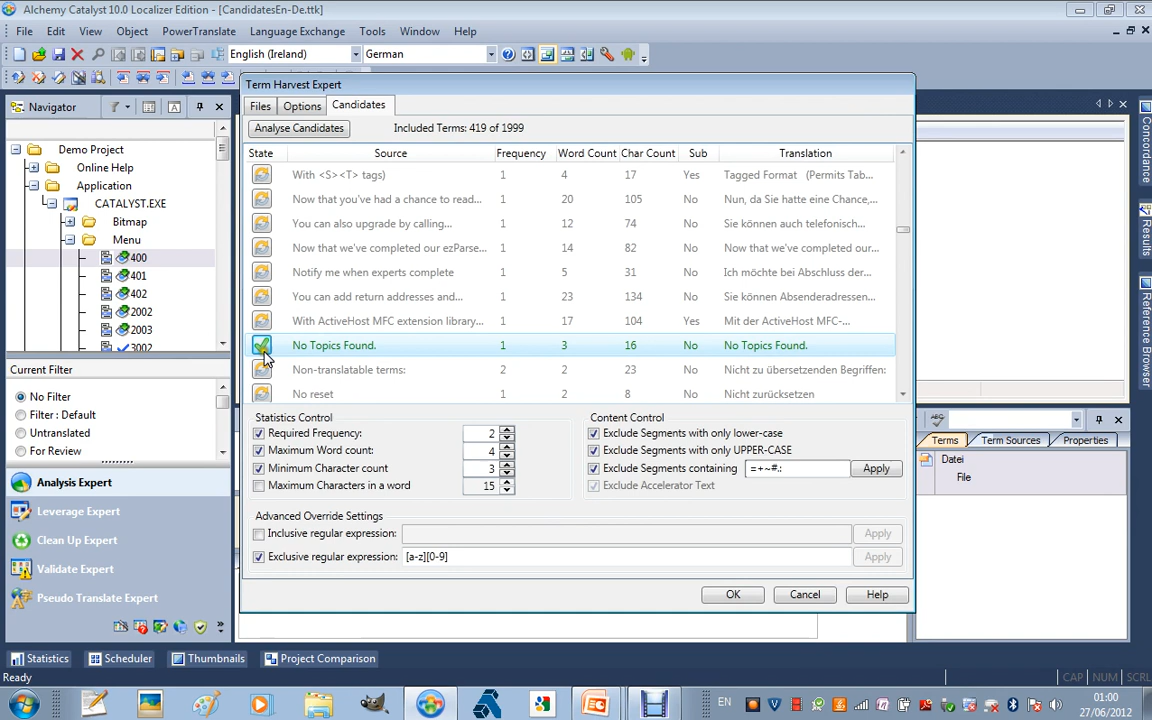 Alchemy Catalyst 10.0 Localizer Edition - [CandidatesEn-De.ttk]
File Edit View Object PowerTranslate Language Exchange Tools Window Help
English (Ireland) German
Navigator
Demo Project
Online Help
Application
CATALYST.EXE
Bitmap
Menu
400
401
402
2002
2003
3002
Current Filter
No Filter
Filter : Default
Untranslated
For Review
Analysis Expert
Leverage Expert
Clean Up Expert
Validate Expert
Pseudo Translate Expert
Term Harvest Expert
Files Options Candidates
Analyse Candidates Included Terms: 419 of 1999
State Source Frequency Word Count Char Count Sub Translation
With <S><T> tags) 1 4 17 Yes Tagged Format (Permits Tab...
Now that you've had a chance to read... 1 20 105 No Nun, da Sie hatte eine Chance,...
You can also upgrade by calling... 1 12 74 No Sie können auch telefonisch...
Now that we've completed our ezParse... 1 14 82 No Now that we've completed our...
Notify me when experts complete 1 5 31 No Ich möchte bei Abschluss der...
You can add return addresses and... 1 23 134 No Sie können Absenderadressen...
With ActiveHost MFC extension library... 1 17 104 Yes Mit der ActiveHost MFC-...
No Topics Found. 1 3 16 No No Topics Found.
Non-translatable terms: 2 2 23 No Nicht zu übersetzenden Begriffen:
No reset 1 2 8 No Nicht zurücksetzen
Statistics Control
Required Frequency: 2
Maximum Word count: 4
Minimum Character count 3
Maximum Characters in a word 15
Content Control
Exclude Segments with only lower-case
Exclude Segments with only UPPER-CASE
Exclude Segments containing =+~#.: Apply
Exclude Accelerator Text
Advanced Override Settings
Inclusive regular expression: Apply
Exclusive regular expression: [a-z][0-9] Apply
OK Cancel Help
Concordance
Results
Reference Browser
Terms Term Sources Properties
Datei
File
Statistics Scheduler Thumbnails Project Comparison
Ready CAP NUM SCRL
EN 01:00
27/06/2012